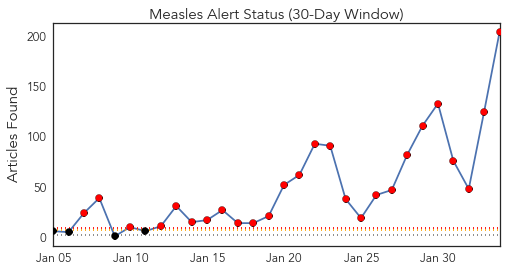 Measles Alert Status (30-Day Window)
Articles Found
200
150
100
50
0
Jan 05 Jan 10 Jan 15 Jan 20 Jan 25 Jan 30